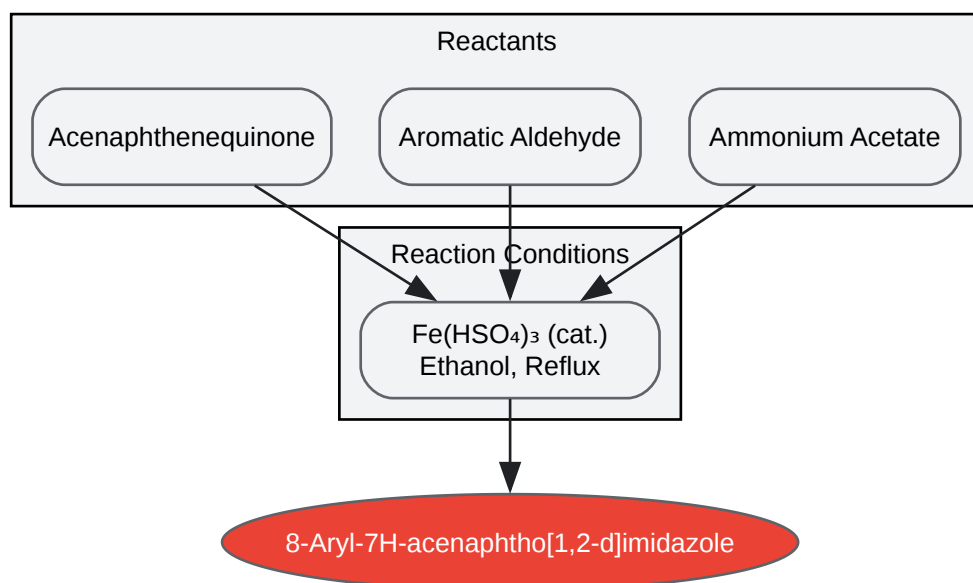 Reactants
Acenaphthenequinone
Aromatic Aldehyde
Ammonium Acetate
Reaction Conditions
Fe(HSO₄)₃ (cat.)
Ethanol, Reflux
8-Aryl-7H-acenaphtho[1,2-d]imidazole